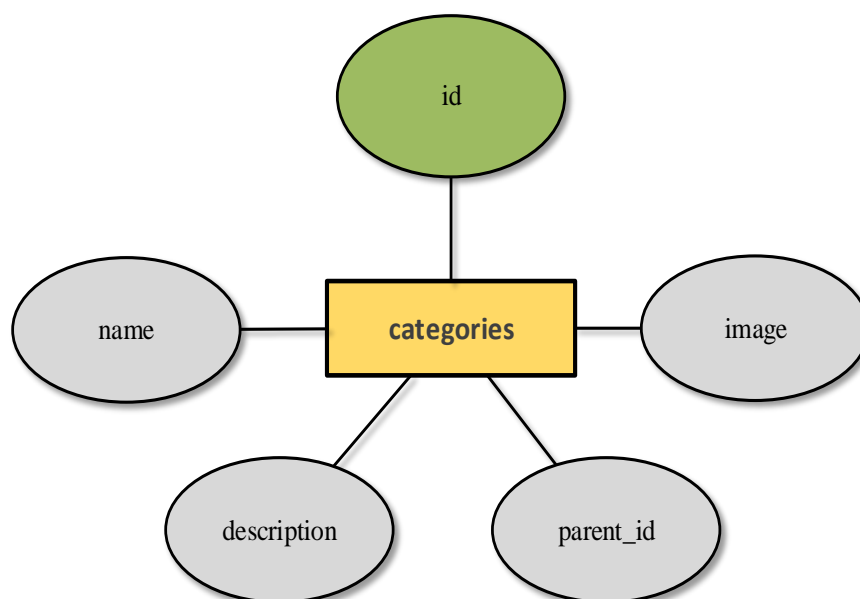 id
name
categories
image
description
parent_id